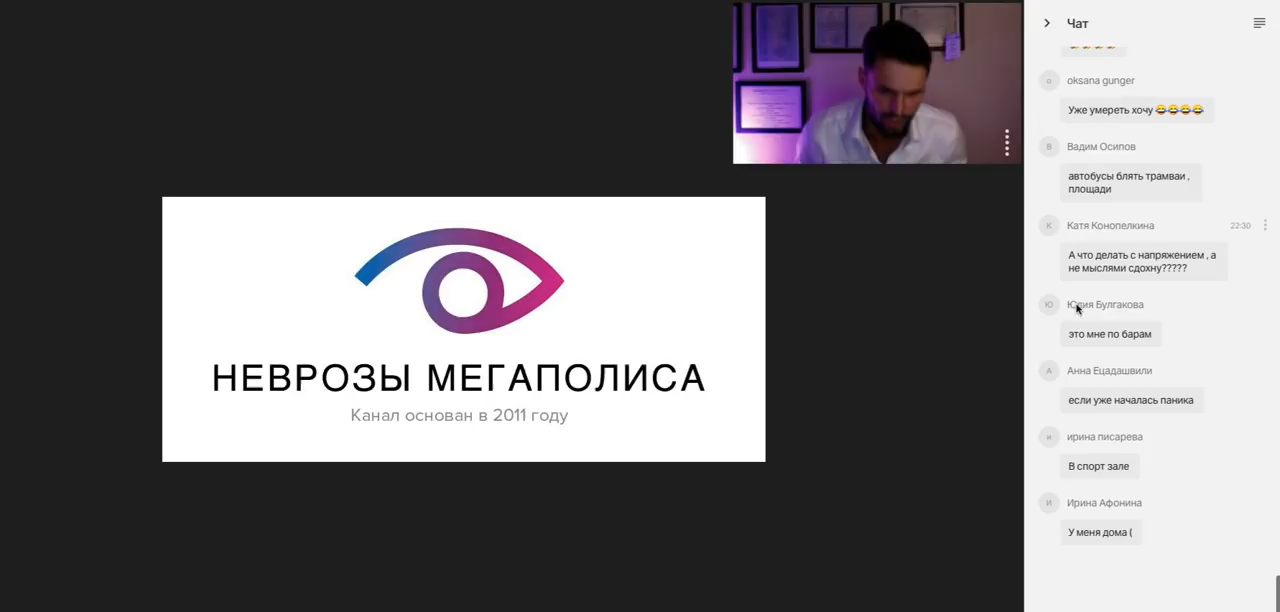 НЕВРОЗЫ МЕГАПОЛИСА
Канал основан в 2011 году
Чат
o
oksana gunger
Уже умереть хочу 😂😂😂😂
В
Вадим Осипов
автобусы блять трамваи ,
площади
К
Катя Конопелкина
22:30
А что делать с напряжением , а
не мыслями сдохну?????
Ю
Юлия Булгакова
это мне по барам
А
Анна Ецадашвили
если уже началась паника
и
ирина писарева
В спорт зале
И
Ирина Афонина
У меня дома (